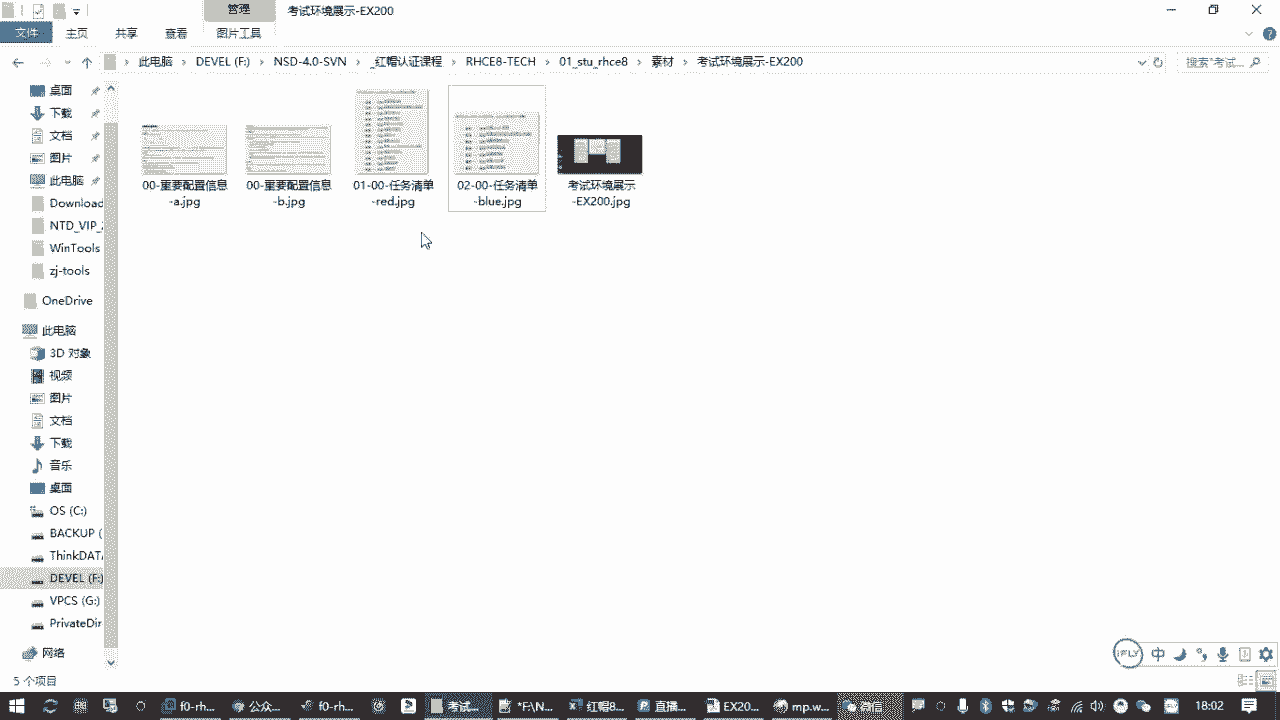 管理
考试环境展示-EX200
文件
主页
共享
查看
图片工具
此电脑 › DEVEL (F:) › NSD-4.0-SVN › _红帽认证课程 › RHCE8-TECH › 01_stu_rhce8 › 素材 › 考试环境展示-EX200
搜索"考试...
桌面
下载
文档
图片
此电脑
Download
NTD_VIP_
WinTools
zj-tools
OneDrive
此电脑
3D 对象
视频
图片
文档
下载
音乐
桌面
OS (C:)
BACKUP (
ThinkDATA
DEVEL (F:)
VPCS (G:)
PrivateDir
网络
00-重要配置信息
-a.jpg
00-重要配置信息
-b.jpg
01-00-任务清单
-red.jpg
02-00-任务清单
-blue.jpg
考试环境展示
-EX200.jpg
iFLY
中
5 个项目
f0-rh...
公众...
f0-rh...
考试...
*F\N...
红帽8...
直播...
EX20...
mp.w...
微信
18:02